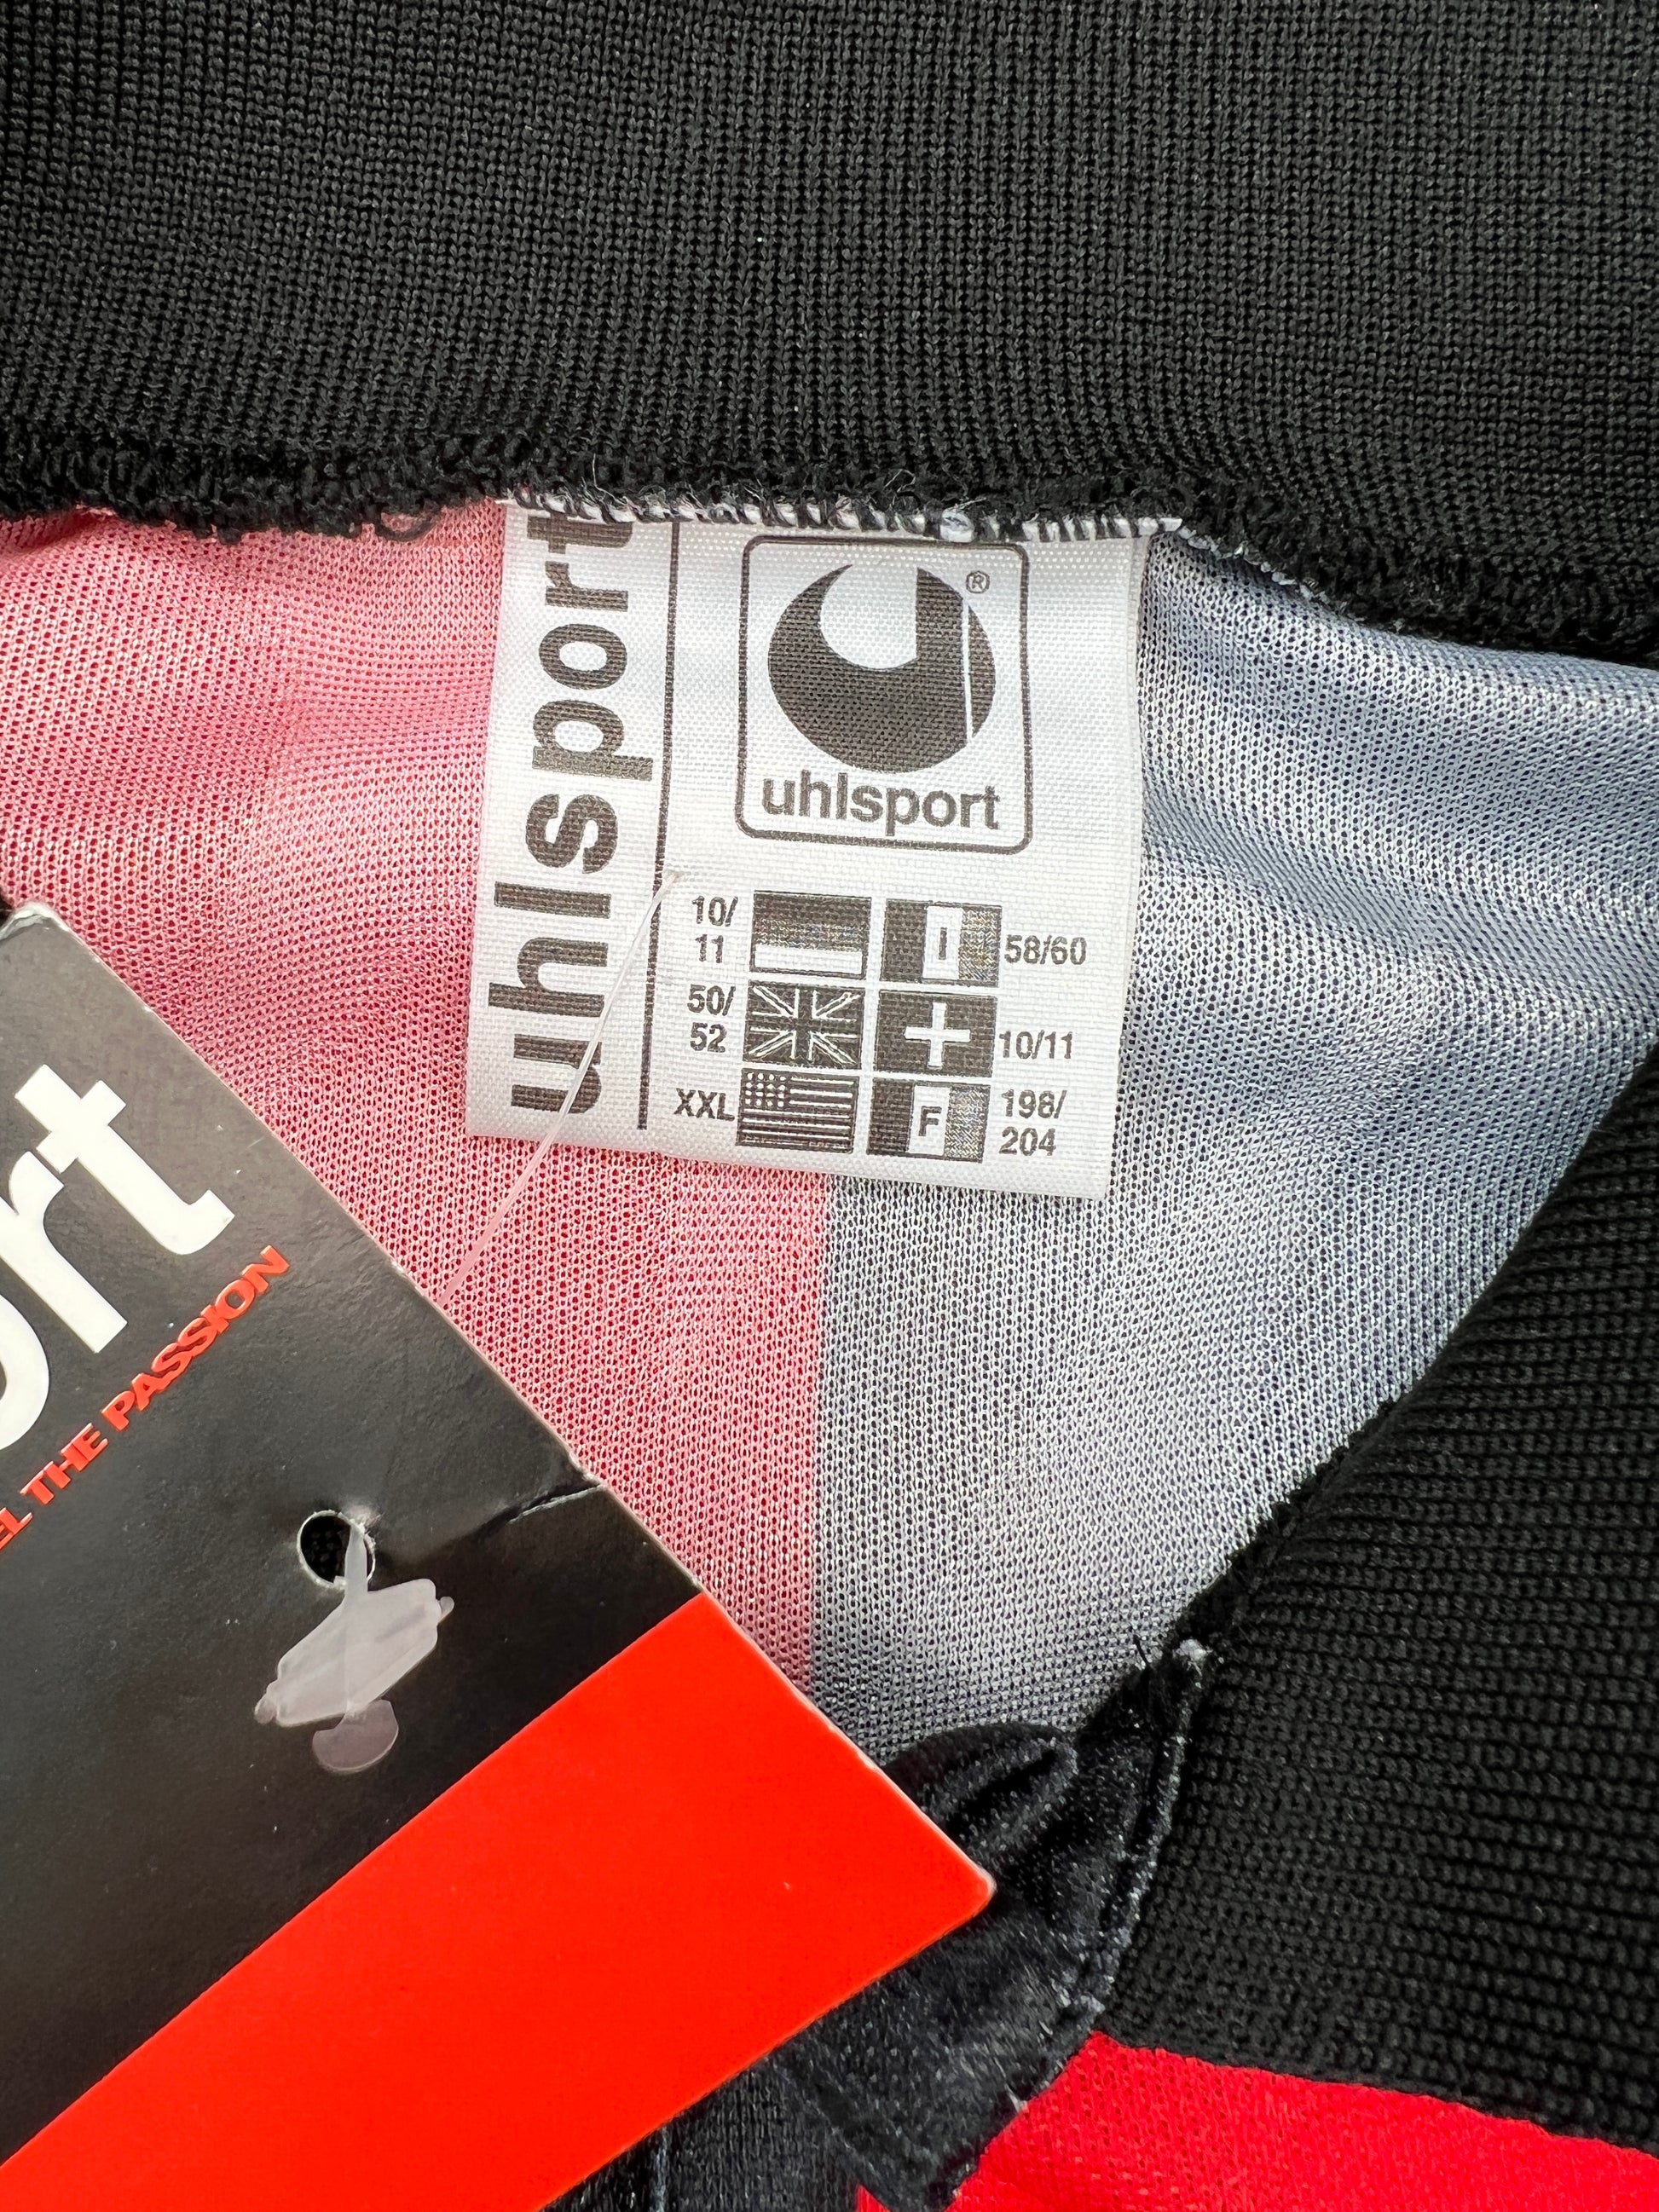 uhlsport
®
uhlsport
10/
11
I
58/60
50/
52
10/11
XXL
F
198/
204
ort
EL THE PASSION